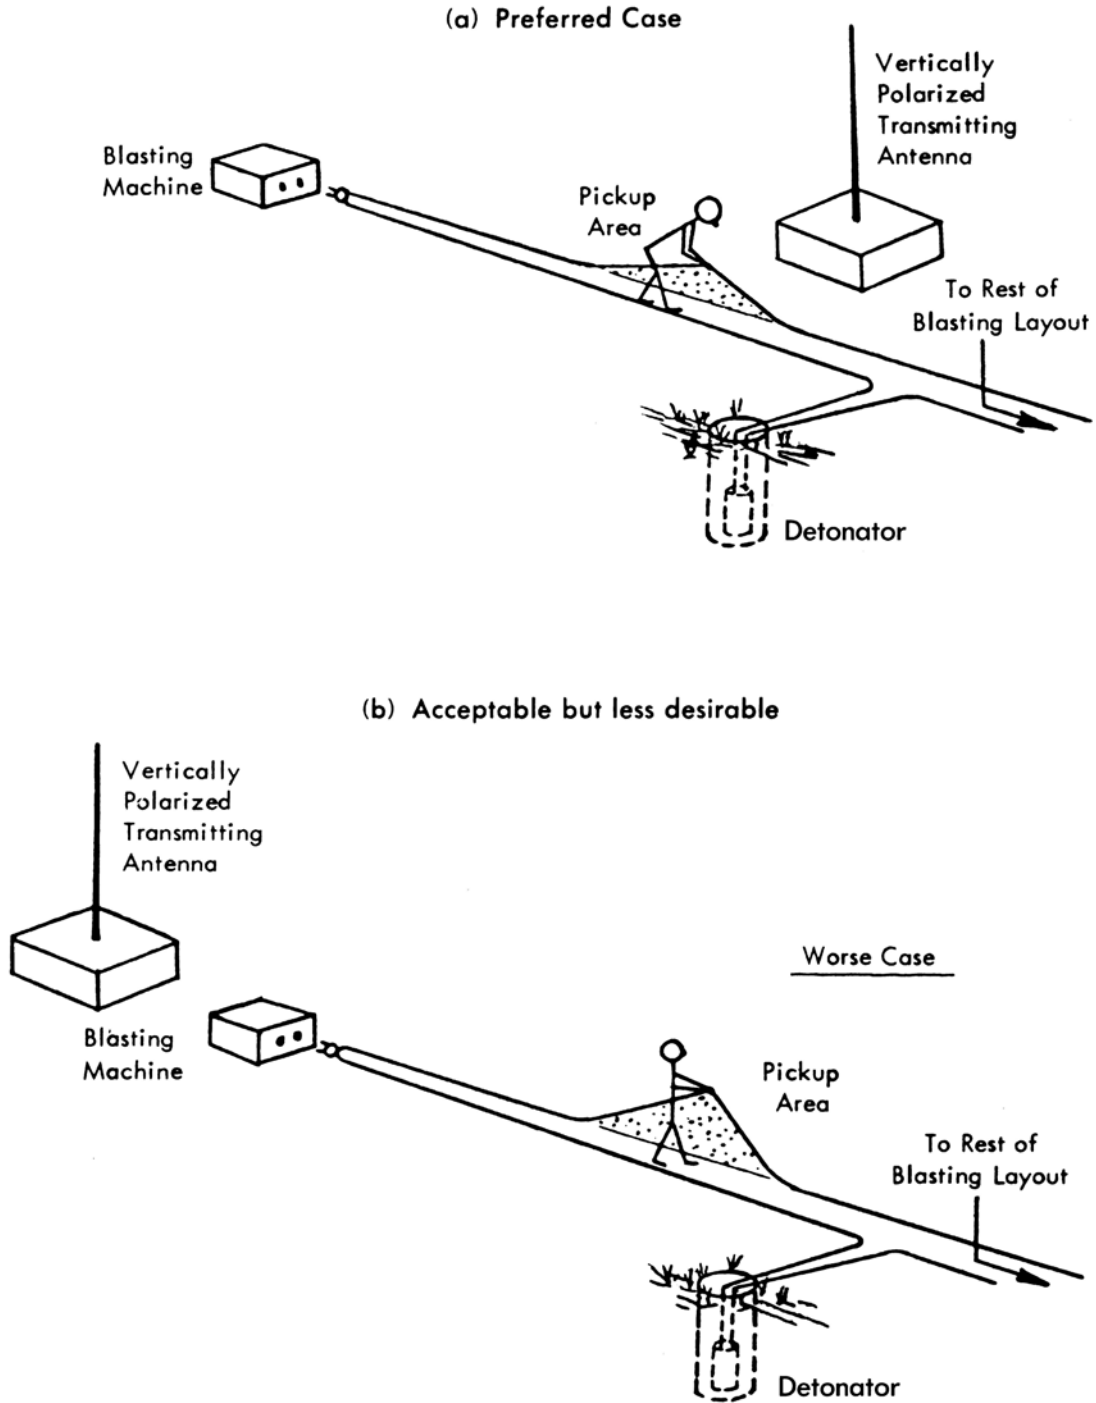 (a) Preferred Case
Vertically
Polarized
Transmitting
Antenna
Blasting
Machine
Pickup
Area
To Rest of
Blasting Layout
Detonator
(b) Acceptable but less desirable
Vertically
Polarized
Transmitting
Antenna
Worse Case
Blasting
Machine
Pickup
Area
To Rest of
Blasting Layout
Detonator